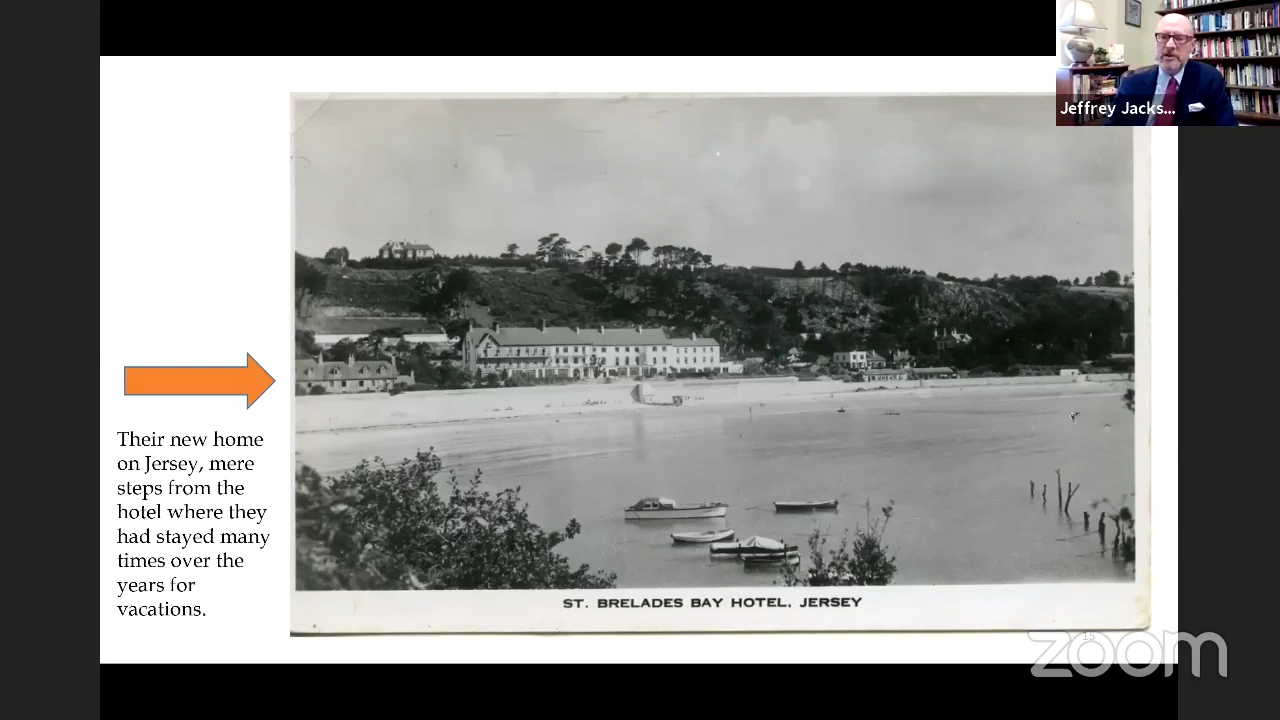 Jeffrey Jacks...
Their new home
on Jersey, mere
steps from the
hotel where they
had stayed many
times over the
years for
vacations.
ST. BRELADES BAY HOTEL, JERSEY
15
zoom